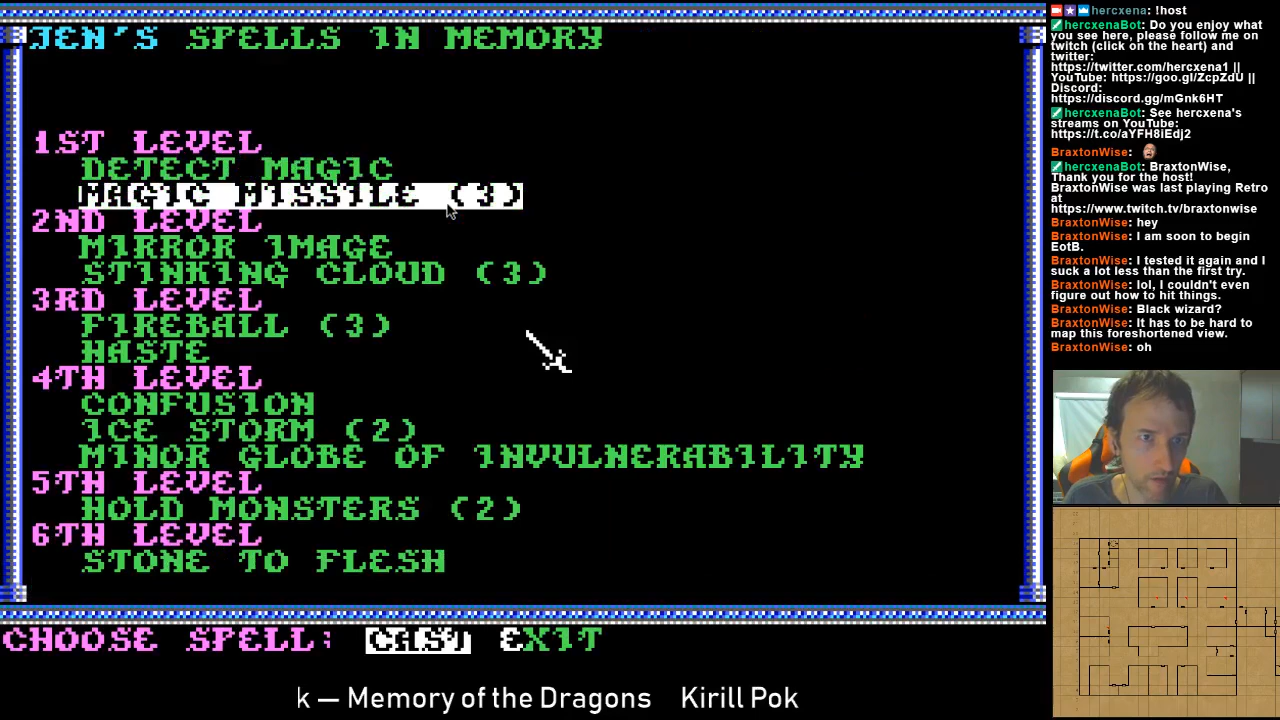 JEN'S SPELLS IN MEMORY
1ST LEVEL
DETECT MAGIC
MAGIC MISSILE (3)
2ND LEVEL
MIRROR IMAGE
STINKING CLOUD (3)
3RD LEVEL
FIREBALL (3)
HASTE
4TH LEVEL
CONFUSION
ICE STORM (2)
MINOR GLOBE OF INVULNERABILITY
5TH LEVEL
HOLD MONSTERS (2)
6TH LEVEL
STONE TO FLESH
CHOOSE SPELL: CAST EXIT
k — Memory of the Dragons Kirill Pok
hercxena: !host
hercxenaBot: Do you enjoy what
you see here, please follow me on
twitch (click on the heart) and
twitter:
https://twitter.com/hercxena1 ||
YouTube: https://goo.gl/ZcpZdU ||
Discord:
https://discord.gg/mGnk6HT
hercxenaBot: See hercxena's
streams on YouTube:
https://t.co/aYFH8iEdj2
BraxtonWise:
hercxenaBot: BraxtonWise,
Thank you for the host!
BraxtonWise was last playing Retro
at
https://www.twitch.tv/braxtonwise
BraxtonWise: hey
BraxtonWise: I am soon to begin
EotB.
BraxtonWise: I tested it again and I
suck a lot less than the first try.
BraxtonWise: lol, I couldn't even
figure out how to hit things.
BraxtonWise: Black wizard?
BraxtonWise: It has to be hard to
map this foreshortened view.
BraxtonWise: oh